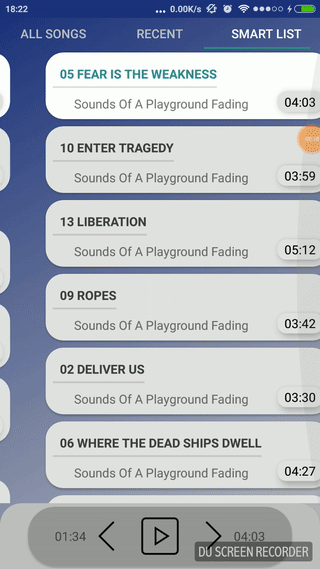 18:22
... 0.00K/s
ALL SONGS
RECENT
SMART LIST
05 FEAR IS THE WEAKNESS
Sounds Of A Playground Fading
04:03
10 ENTER TRAGEDY
Sounds Of A Playground Fading
03:59
13 LIBERATION
Sounds Of A Playground Fading
05:12
09 ROPES
Sounds Of A Playground Fading
03:42
02 DELIVER US
Sounds Of A Playground Fading
03:30
06 WHERE THE DEAD SHIPS DWELL
Sounds Of A Playground Fading
04:27
01:34
04:03
DU SCREEN RECORDER